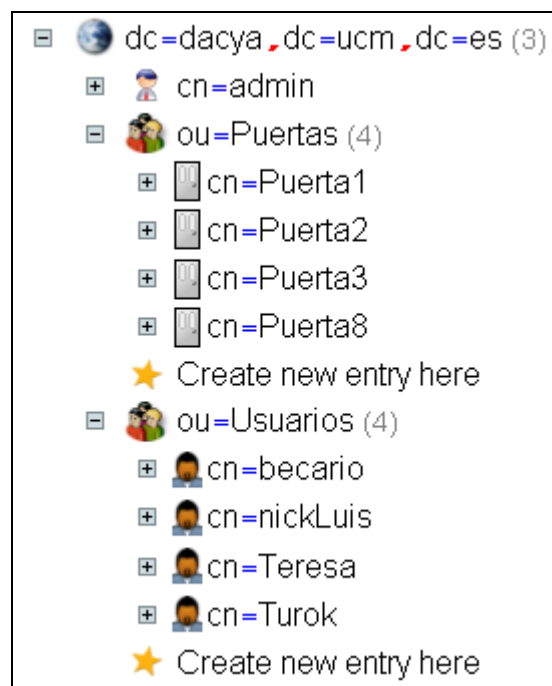 dc=dacya,dc=ucm,dc=es (3)
cn=admin
ou=Puertas (4)
cn=Puerta1
cn=Puerta2
cn=Puerta3
cn=Puerta8
Create new entry here
ou=Usuarios (4)
cn=becario
cn=nickLuis
cn=Teresa
cn=Turok
Create new entry here